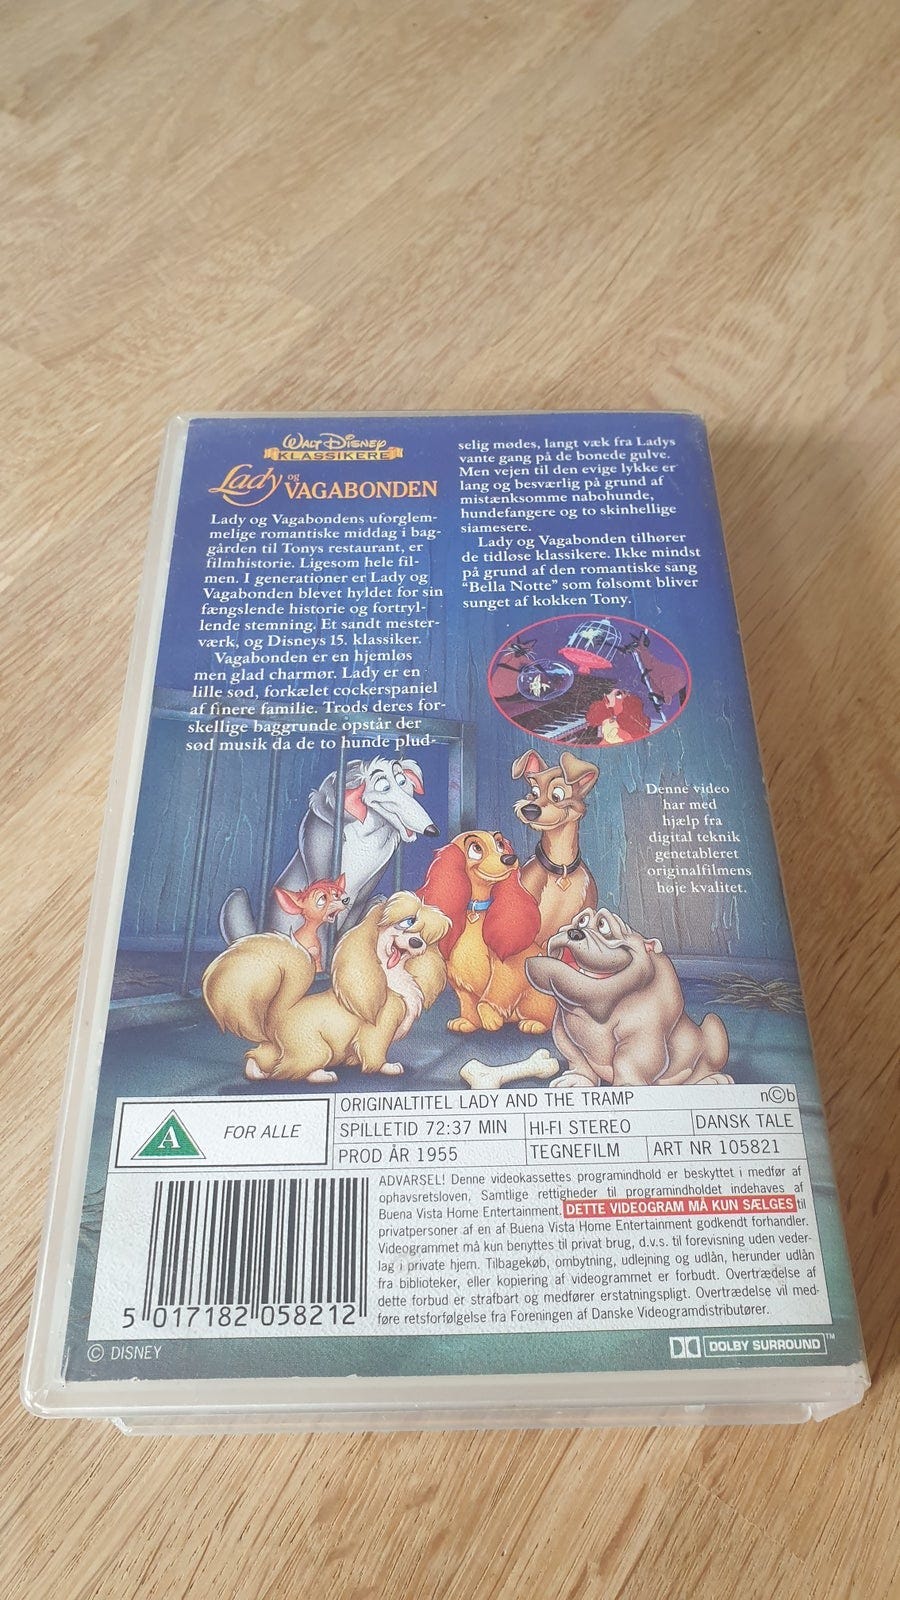 WALT DISNEY
KLASSIKERE
Lady og
VAGABONDEN
Lady og Vagabondens uforglem-
melige romantiske middag i bag-
gården til Tonys restaurant, er
filmhistorie. Ligesom hele fil-
men. I generationer er Lady og
Vagabonden blevet hyldet for sin
fængslende historie og fortryl-
lende stemning. Et sandt mester-
værk, og Disneys 15. klassiker.
Vagabonden er en hjemløs
men glad charmør. Lady er en
lille sød, forkælet cockerspaniel
af finere familie. Trods deres for-
skellige baggrunde opstår der
sød musik da de to hunde plud-
selig mødes, langt væk fra Ladys
vante gang på de bonede gulve.
Men vejen til den evige lykke er
lang og besværlig på grund af
mistænksomme nabohunde,
hundefangere og to skinhellige
siamesere.
Lady og Vagabonden tilhører
de tidløse klassikere. Ikke mindst
på grund af den romantiske sang
"Bella Notte" som følsomt bliver
sunget af kokken Tony.
Denne video
har med
hjælp fra
digital teknik
genetableret
originalfilmens
høje kvalitet.
A FOR ALLE
ORIGINALTITEL LADY AND THE TRAMP n©b
SPILLETID 72:37 MIN HI-FI STEREO DANSK TALE
PROD ÅR 1955 TEGNEFILM ART NR 105821
ADVARSEL! Denne videokassettes programindhold er beskyttet i medfør af
ophavsretsloven. Samtlige rettigheder til programindholdet indehaves af
Buena Vista Home Entertainment. DETTE VIDEOGRAM MÅ KUN SÆLGES til
privatpersoner af en af Buena Vista Home Entertainment godkendt forhandler.
Videogrammet må kun benyttes til privat brug, d.v.s. til forevisning uden veder-
lag i private hjem. Tilbagekøb, ombytning, udlejning og udlån, herunder udlån
fra biblioteker, eller kopiering af videogrammet er forbudt. Overtrædelse af
dette forbud er strafbart og medfører erstatningspligt. Overtrædelse vil med-
føre retsforfølgelse fra Foreningen af Danske Videogramdistributører.
5 017182 058212
© DISNEY
DOLBY SURROUND™